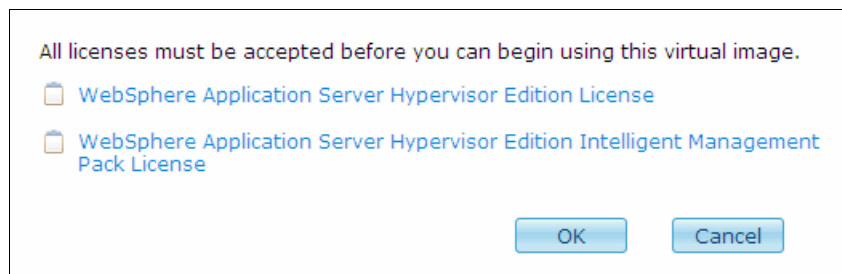 All licenses must be accepted before you can begin using this virtual image.
WebSphere Application Server Hypervisor Edition License
WebSphere Application Server Hypervisor Edition Intelligent Management
Pack License
OK Cancel